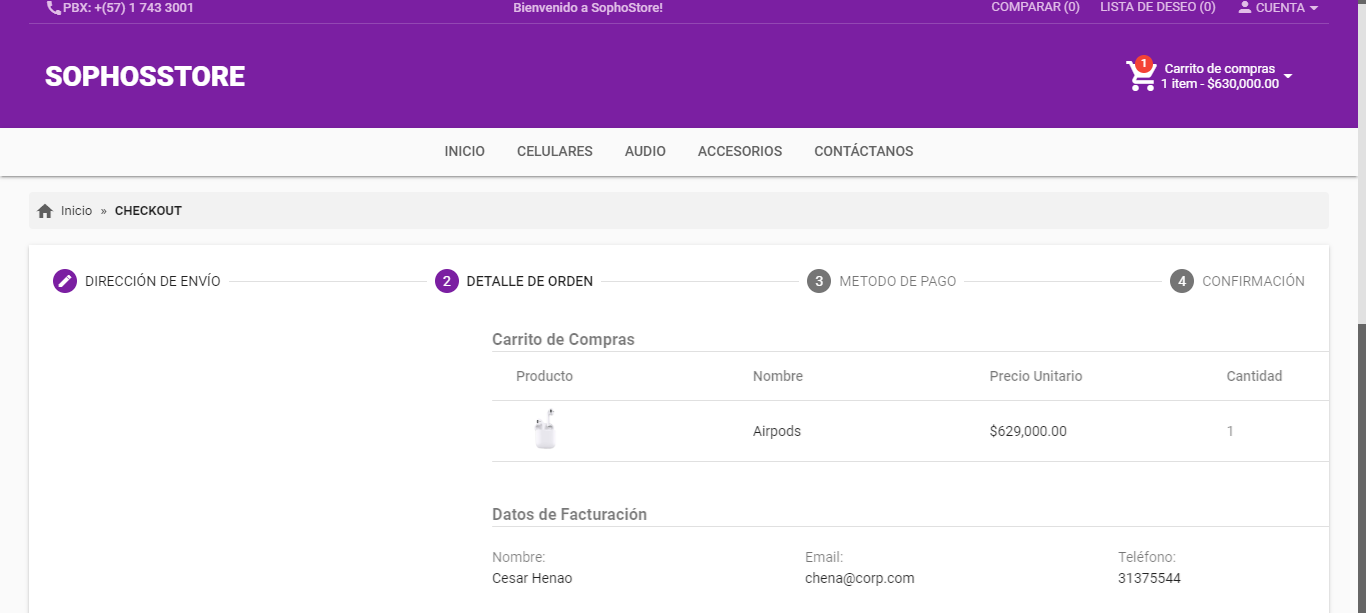 PBX: +(57) 1 743 3001 Bienvenido a SophoStore! COMPARAR (0) LISTA DE DESEO (0) CUENTA
SOPHOSSTORE
1
Carrito de compras
1 item - $630,000.00
INICIO CELULARES AUDIO ACCESORIOS CONTÁCTANOS
Inicio » CHECKOUT
DIRECCIÓN DE ENVÍO 2 DETALLE DE ORDEN 3 METODO DE PAGO 4 CONFIRMACIÓN
Carrito de Compras
Producto Nombre Precio Unitario Cantidad
Airpods $629,000.00 1
Datos de Facturación
Nombre: Email: Teléfono:
Cesar Henao chena@corp.com 31375544